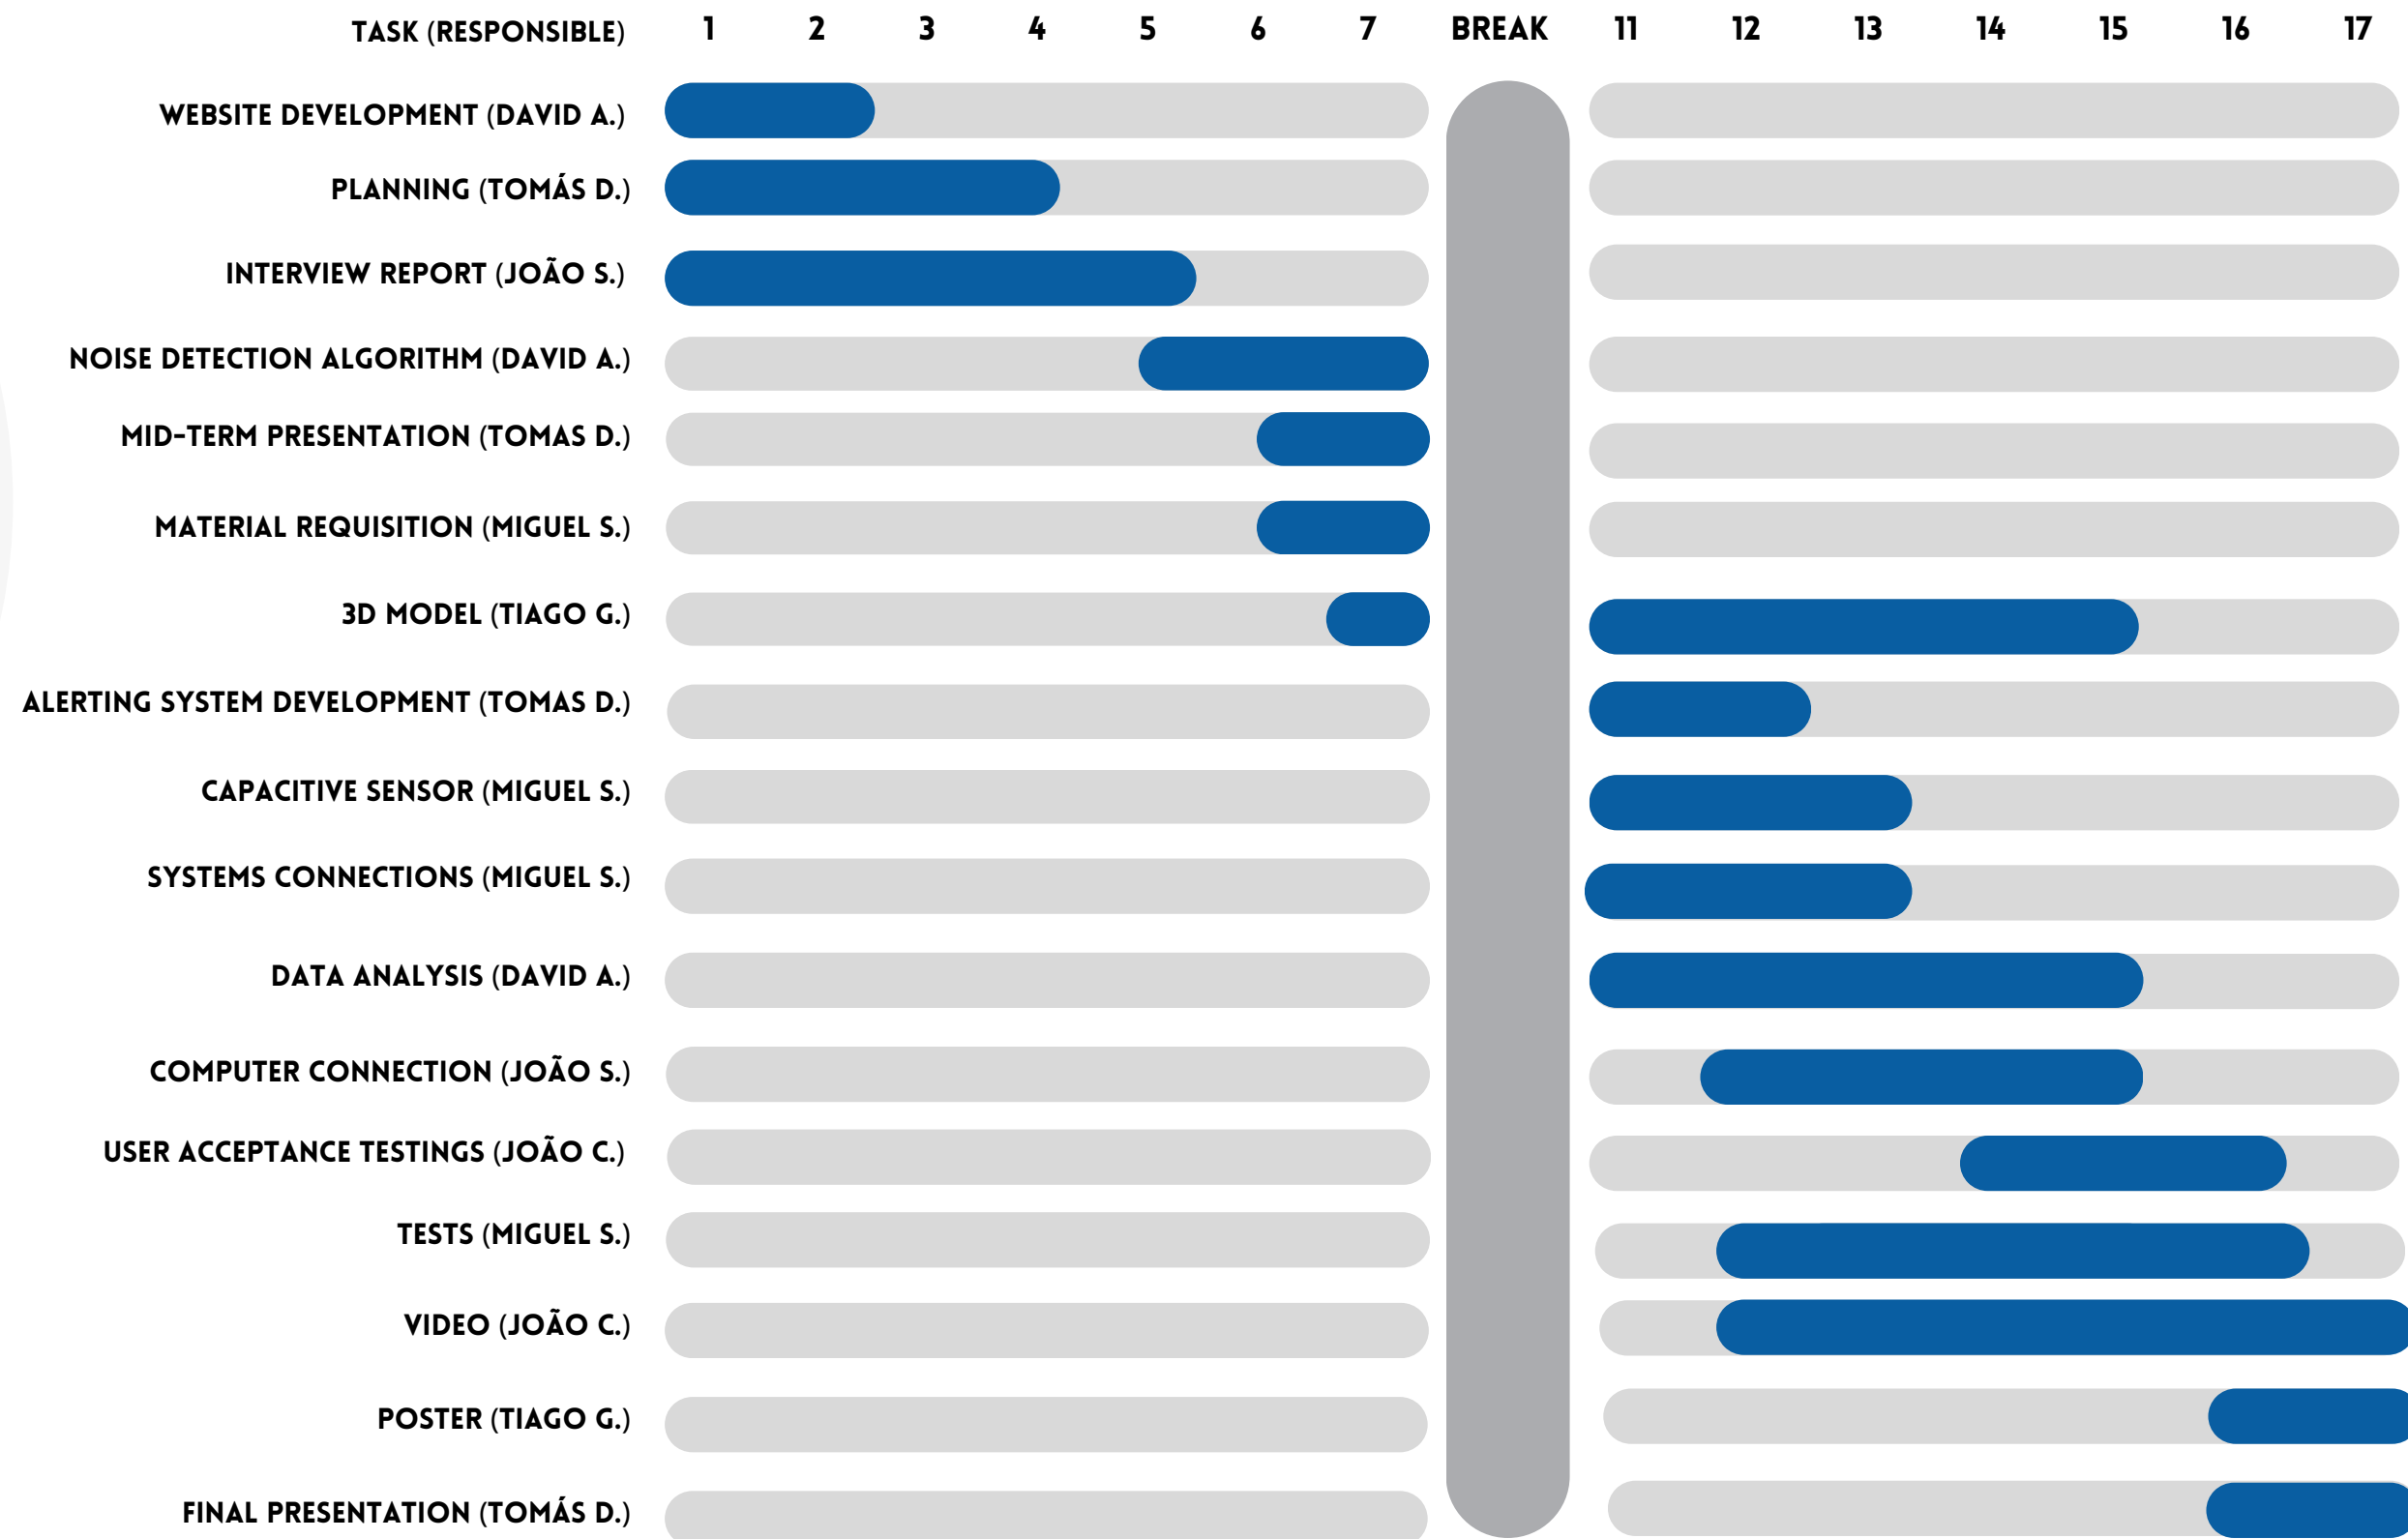 TASK (RESPONSIBLE) 1 2 3 4 5 6 7 BREAK 11 12 13 14 15 16 17
WEBSITE DEVELOPMENT (DAVID A.)
PLANNING (TOMÁS D.)
INTERVIEW REPORT (JOÃO S.)
NOISE DETECTION ALGORITHM (DAVID A.)
MID-TERM PRESENTATION (TOMAS D.)
MATERIAL REQUISITION (MIGUEL S.)
3D MODEL (TIAGO G.)
ALERTING SYSTEM DEVELOPMENT (TOMAS D.)
CAPACITIVE SENSOR (MIGUEL S.)
SYSTEMS CONNECTIONS (MIGUEL S.)
DATA ANALYSIS (DAVID A.)
COMPUTER CONNECTION (JOÃO S.)
USER ACCEPTANCE TESTINGS (JOÃO C.)
TESTS (MIGUEL S.)
VIDEO (JOÃO C.)
POSTER (TIAGO G.)
FINAL PRESENTATION (TOMÁS D.)